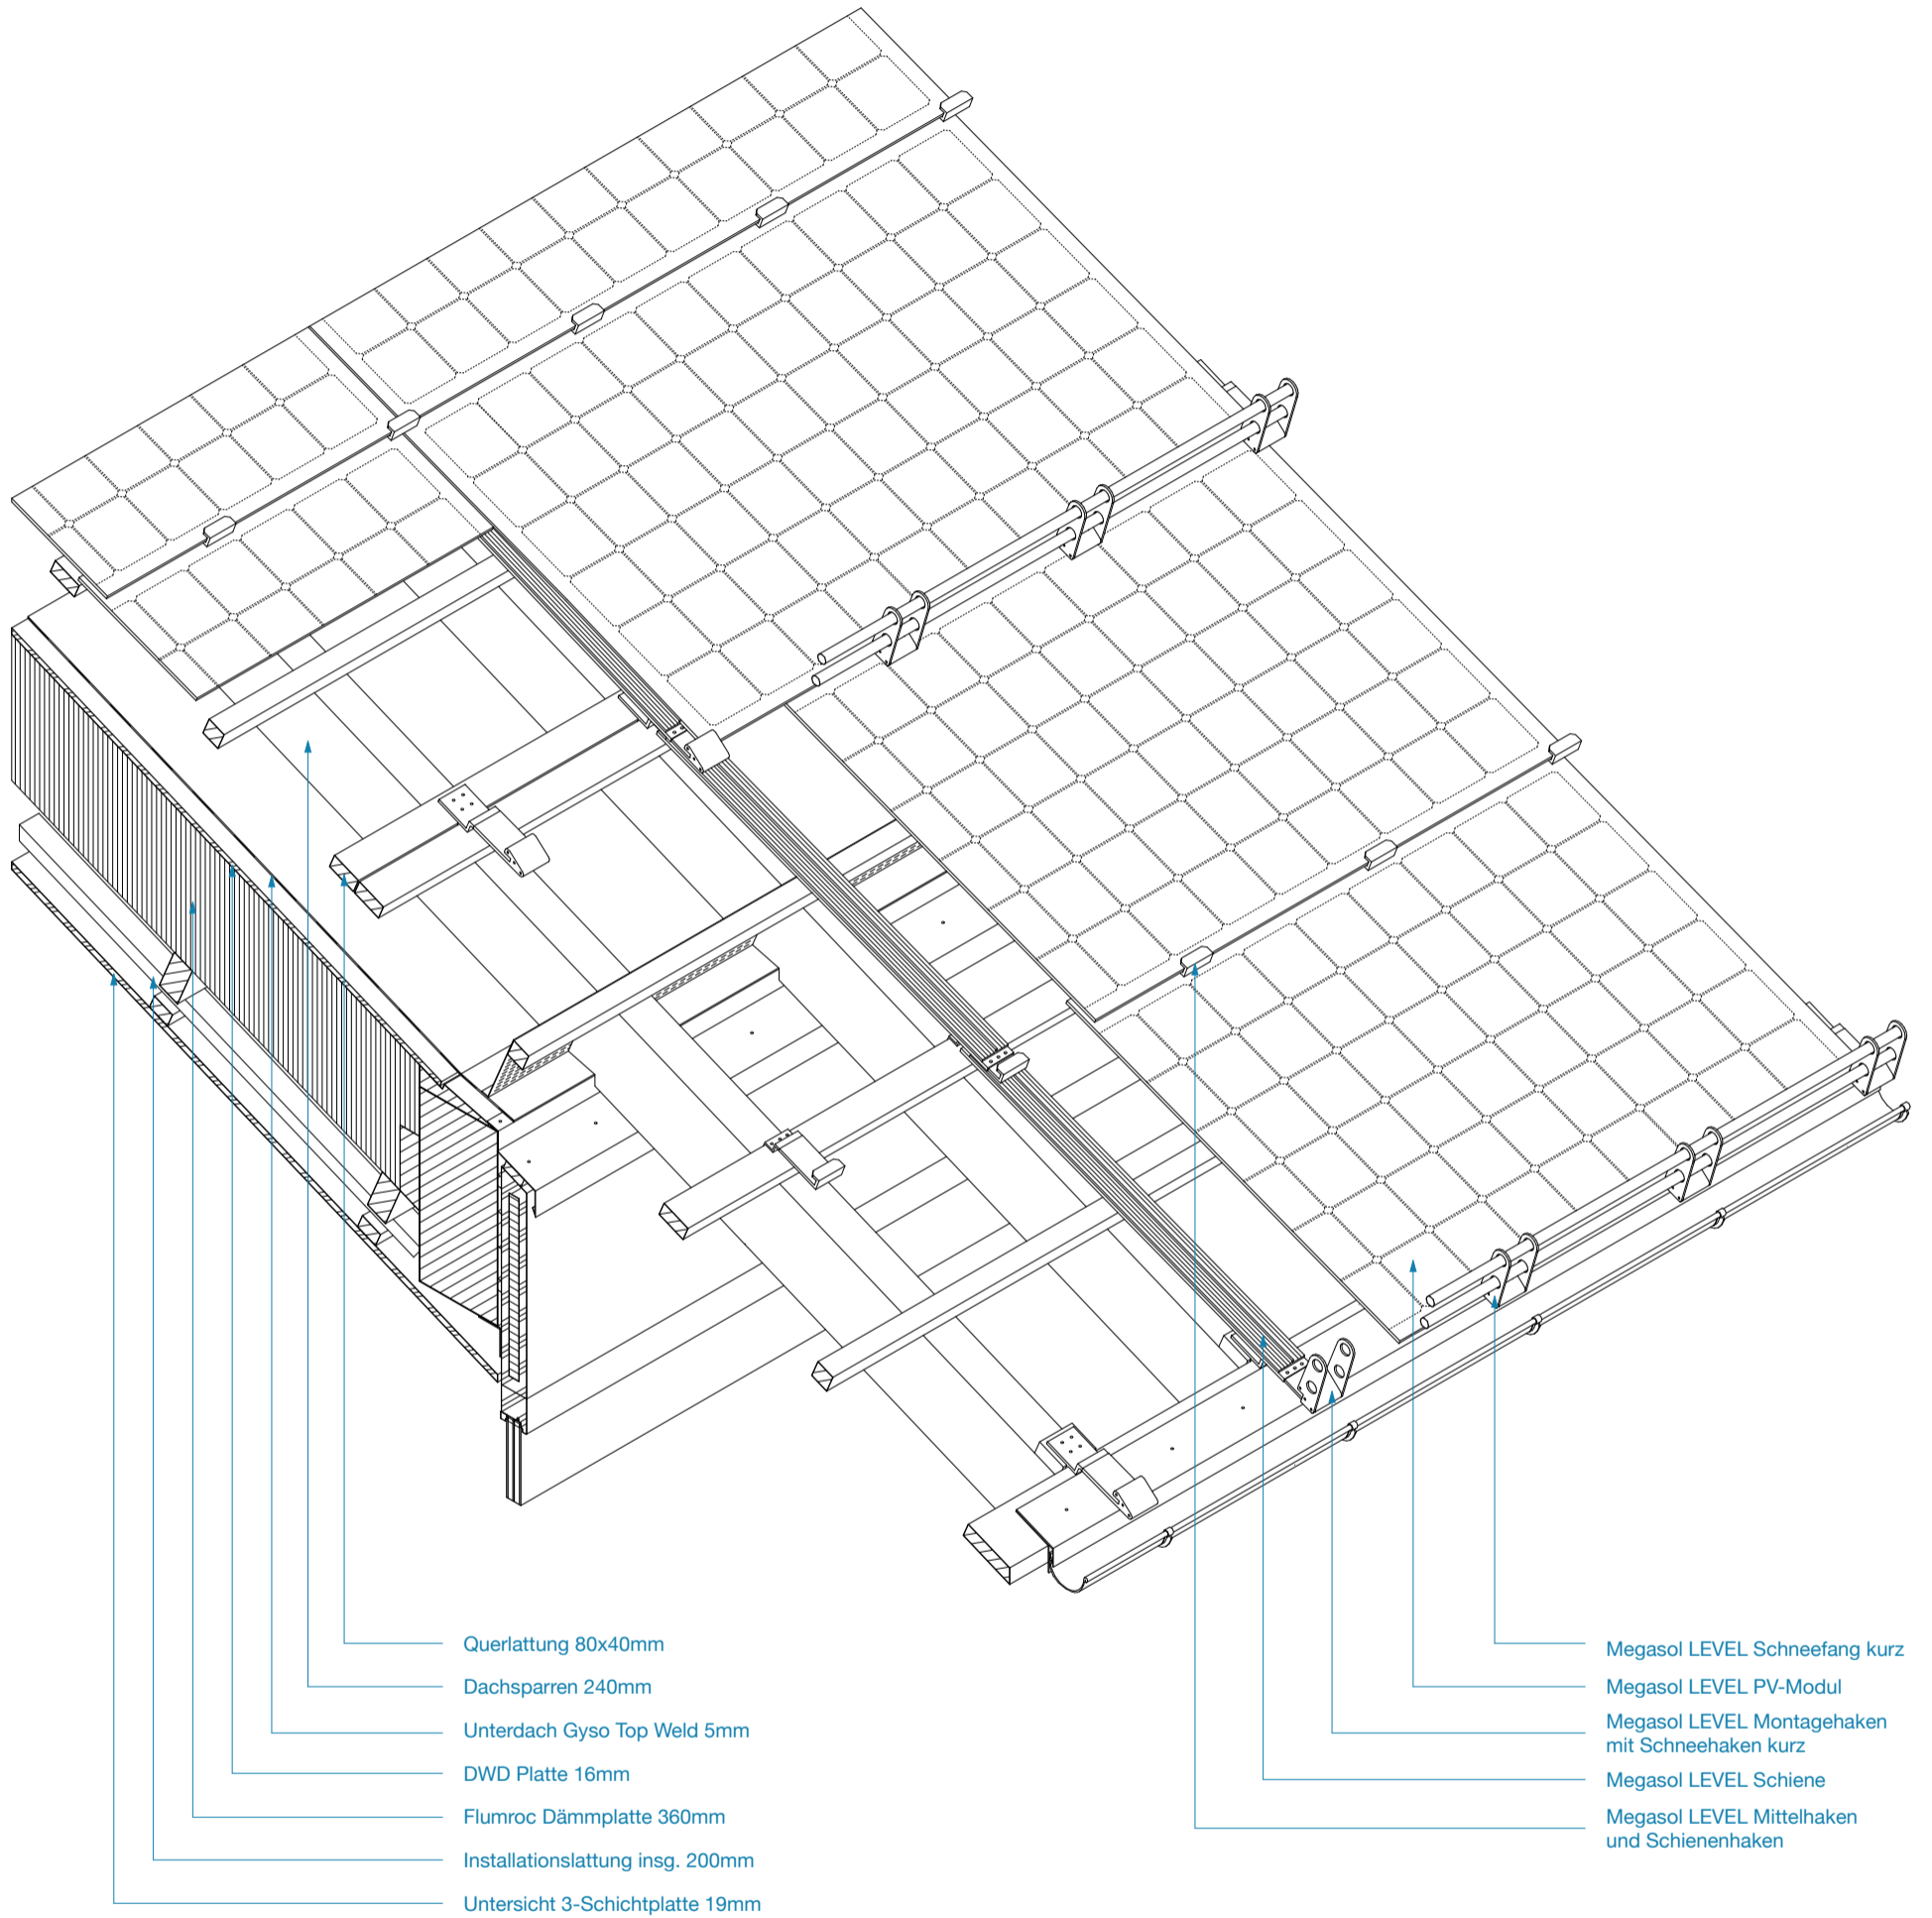 Querlattung 80x40mm
Dachsparren 240mm
Unterdach Gyso Top Weld 5mm
DWD Platte 16mm
Flumroc Dämmplatte 360mm
Installationslattung insg. 200mm
Untersicht 3-Schichtplatte 19mm
Megasol LEVEL Schneefang kurz
Megasol LEVEL PV-Modul
Megasol LEVEL Montagehaken
mit Schneehaken kurz
Megasol LEVEL Schiene
Megasol LEVEL Mittelhaken
und Schienenhaken